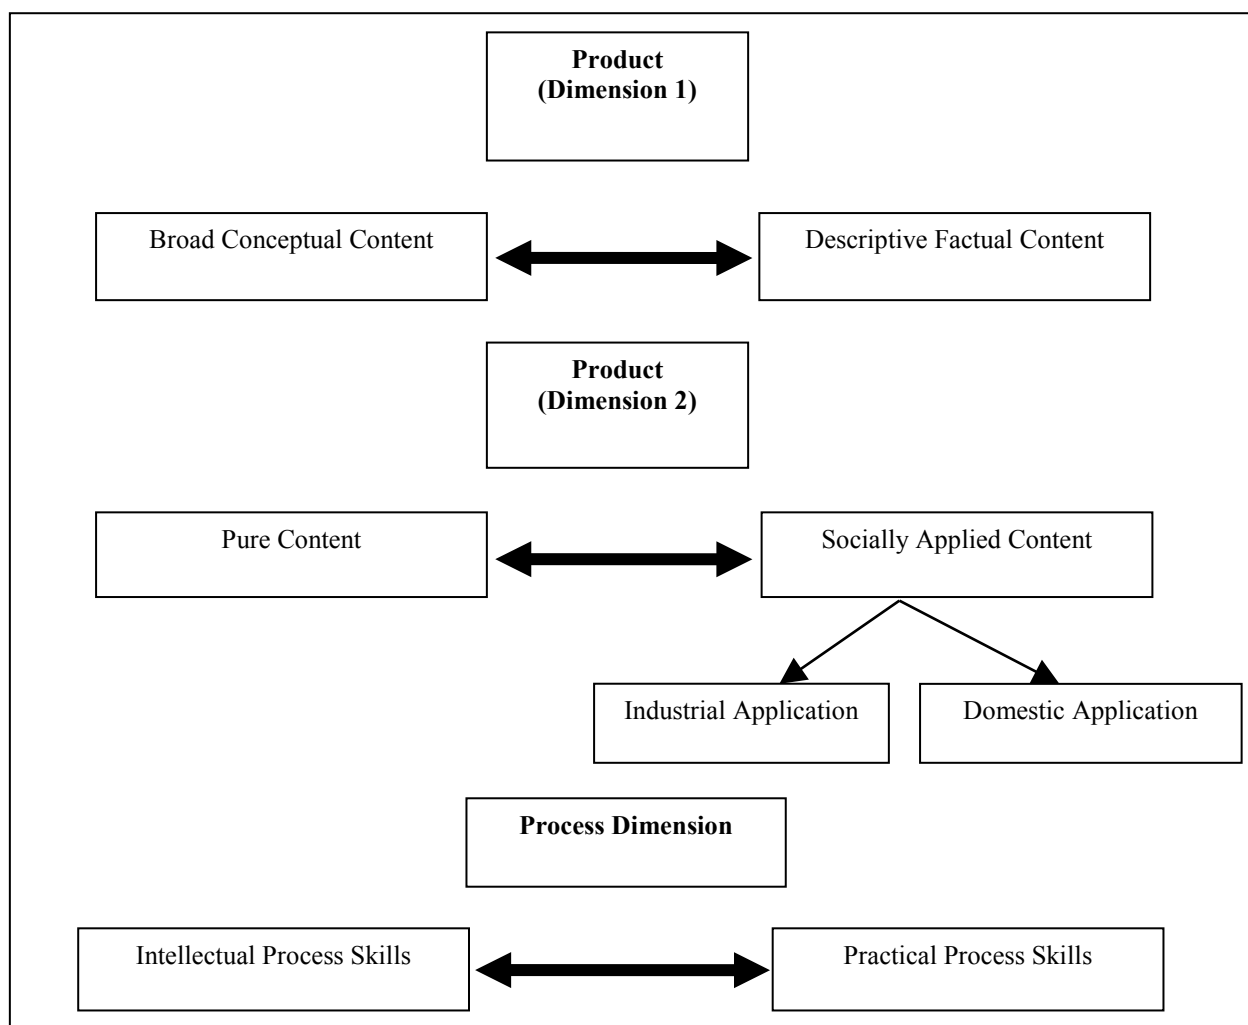 Product
(Dimension 1)
Broad Conceptual Content
Descriptive Factual Content
Product
(Dimension 2)
Pure Content
Socially Applied Content
Industrial Application
Domestic Application
Process Dimension
Intellectual Process Skills
Practical Process Skills